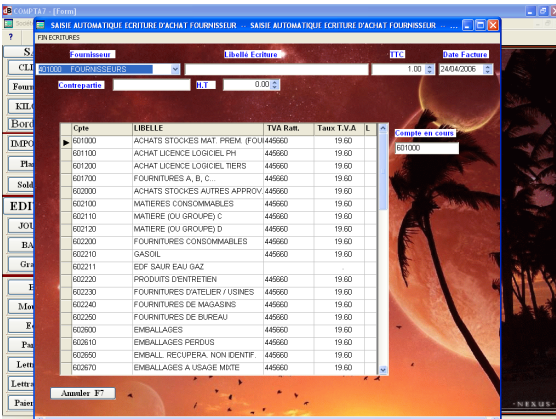 COMPTA7 - [Form]
SAISIE AUTOMATIQUE ECRITURE D'ACHAT FOURNISSEUR -- SAISIE AUTOMATIQUE ECRITURE D'ACHAT FOURNISSEUR -- ...
FIN ECRITURES
?
Fournisseur Libellé Ecriture TTC Date Facture
401000 FOURNISSEURS 1.00 24/04/2006
Contrepartie H.T 0.00
Cpte LIBELLE TVA Ratt. Taux T.V.A L
Compte en cours
601000
601000 ACHATS STOCKES MAT. PREM. (FOU 445660 19.60
601100 ACHAT LICENCE LOGICIEL PH 445660 19.60
601200 ACHAT LICENCE LOGICIEL TIERS 445660 19.60
601700 FOURNITURES A, B, C... 445660 19.60
602000 ACHATS STOCKES AUTRES APPROV. 445660 19.60
602100 MATIERES CONSOMMABLES 445660 19.60
602110 MATIERE (OU GROUPE) C 445660 19.60
602120 MATIERE (OU GROUPE) D 445660 19.60
602200 FOURNITURES CONSOMMABLES 445660 19.60
602210 GASOIL 445660 19.60
602211 EDF SAUR EAU GAZ .
602220 PRODUITS D'ENTRETIEN 445660 19.60
602230 FOURNITURES D'ATELIER / USINES 445660 19.60
602240 FOURNITURES DE MAGASINS 445660 19.60
602250 FOURNITURES DE BUREAU 445660 19.60
602600 EMBALLAGES 445660 19.60
602610 EMBALLAGES PERDUS 445660 19.60
602650 EMBALL. RECUPERA. NON IDENTIF. 445660 19.60
602670 EMBALLAGES A USAGE MIXTE 445660 19.60
Annuler F7
CLI
Fourn
KIL
Bord
IMPO
Pla
Sold
EDI
JOU
BA
Gra
Mo
Pa
Lett
Lettra
Paier
-NEXUS-